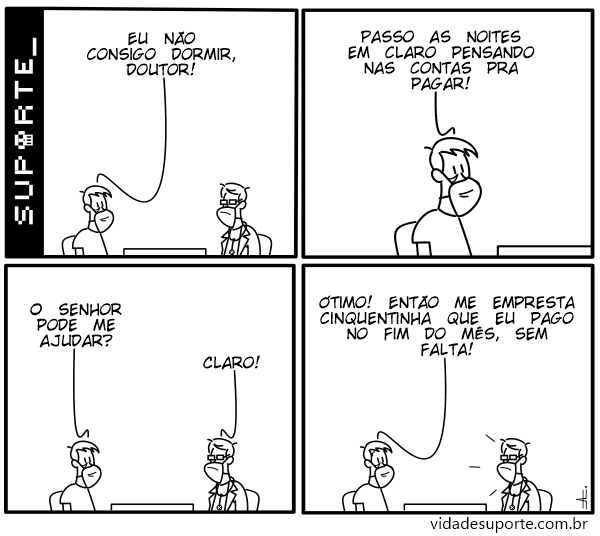 SUPORTE_
EU NÃO
CONSIGO DORMIR,
DOUTOR!
PASSO AS NOITES
EM CLARO PENSANDO
NAS CONTAS PRA
PAGAR!
O SENHOR
PODE ME
AJUDAR?
CLARO!
ÓTIMO! ENTÃO ME EMPRESTA
CINQUENTINHA QUE EU PAGO
NO FIM DO MÊS, SEM
FALTA!
vidadesuporte.com.br